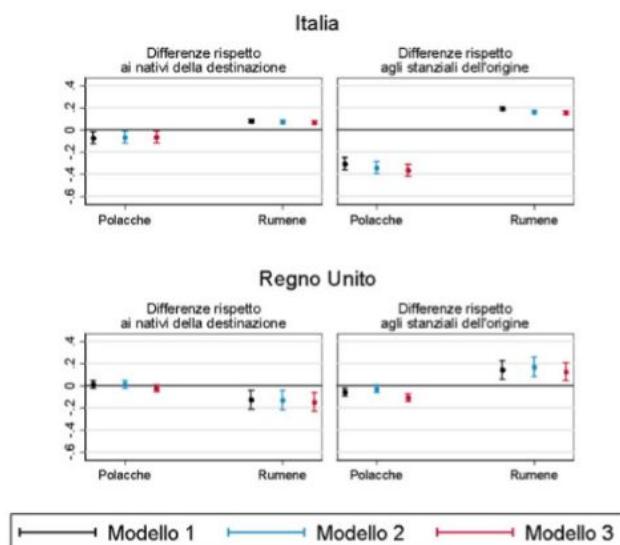 Italia
Differenze rispetto
ai nativi della destinazione
Differenze rispetto
agli stanziali dell'origine
.4
.2
0
-.2
-.4
-.6
Polacche
Rumene
Polacche
Rumene
Regno Unito
Differenze rispetto
ai nativi della destinazione
Differenze rispetto
agli stanziali dell'origine
.4
.2
0
-.2
-.4
-.6
Polacche
Rumene
Polacche
Rumene
Modello 1
Modello 2
Modello 3